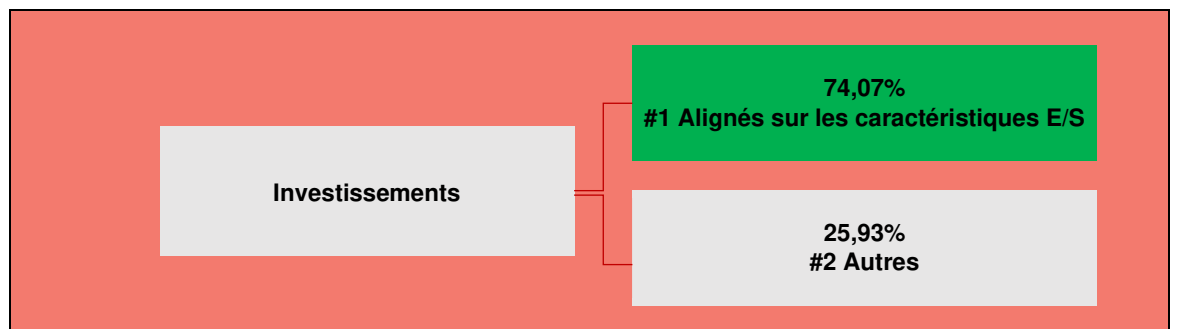 74,07%
#1 Alignés sur les caractéristiques E/S
Investissements
25,93%
#2 Autres